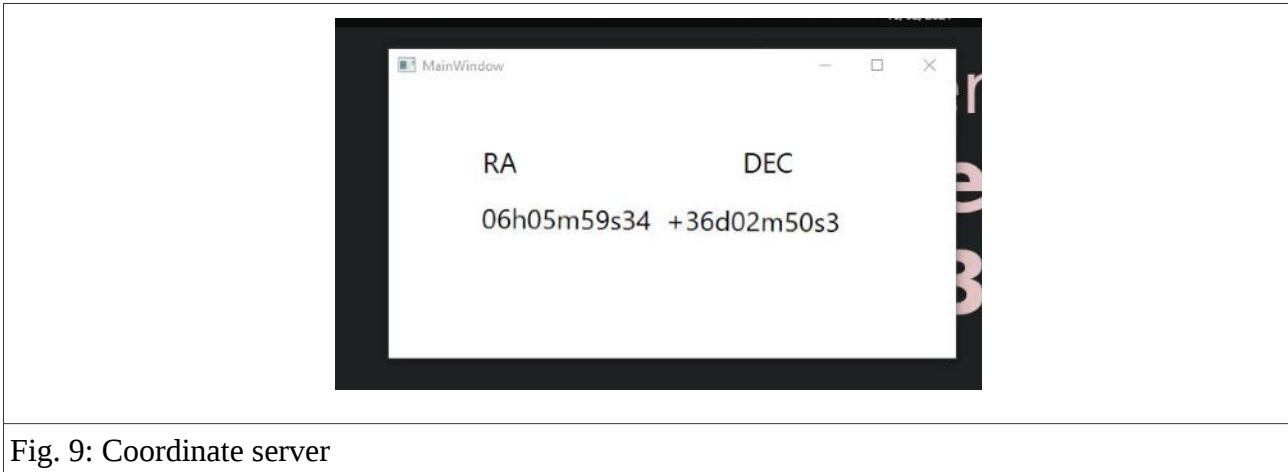 MainWindow
RA DEC
06h05m59s34 +36d02m50s3
Fig. 9: Coordinate server